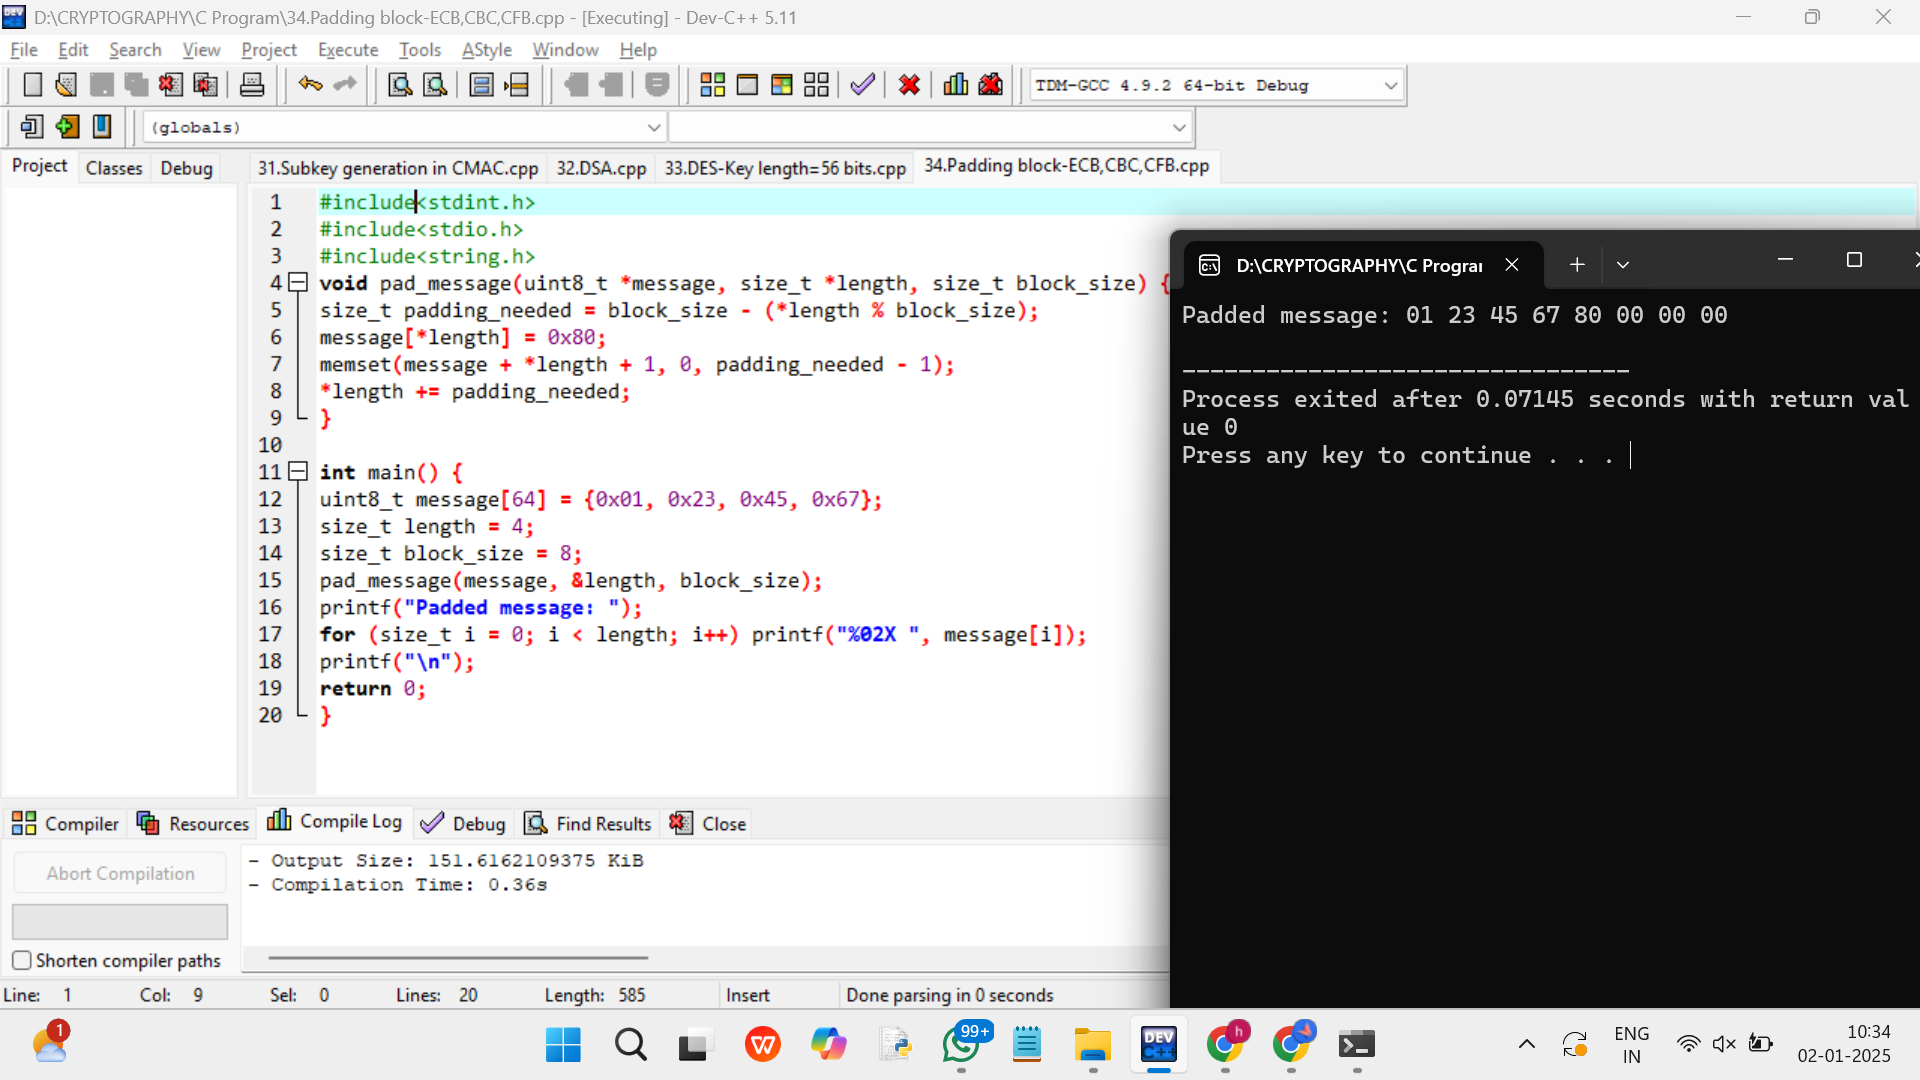 D:\CRYPTOGRAPHY\C Program\34.Padding block-ECB,CBC,CFB.cpp - [Executing] - Dev-C++ 5.11
File Edit Search View Project Execute Tools AStyle Window Help
TDM-GCC 4.9.2 64-bit Debug
(globals)
Project Classes Debug
31.Subkey generation in CMAC.cpp 32.DSA.cpp 33.DES-Key length=56 bits.cpp 34.Padding block-ECB,CBC,CFB.cpp
1 #include<stdint.h>
2 #include<stdio.h>
3 #include<string.h>
4 void pad_message(uint8_t *message, size_t *length, size_t block_size) {
5 size_t padding_needed = block_size - (*length % block_size);
6 message[*length] = 0x80;
7 memset(message + *length + 1, 0, padding_needed - 1);
8 *length += padding_needed;
9 }
10
11 int main() {
12 uint8_t message[64] = {0x01, 0x23, 0x45, 0x67};
13 size_t length = 4;
14 size_t block_size = 8;
15 pad_message(message, &length, block_size);
16 printf("Padded message: ");
17 for (size_t i = 0; i < length; i++) printf("%02X ", message[i]);
18 printf("\n");
19 return 0;
20 }
D:\CRYPTOGRAPHY\C Progra
Padded message: 01 23 45 67 80 00 00 00
--------------------------------
Process exited after 0.07145 seconds with return val
ue 0
Press any key to continue . . .
Compiler Resources Compile Log Debug Find Results Close
Abort Compilation
Shorten compiler paths
- Output Size: 151.6162109375 KiB
- Compilation Time: 0.36s
Line: 1 Col: 9 Sel: 0 Lines: 20 Length: 585 Insert Done parsing in 0 seconds
1
99+
DEV
C++
h
ENG
IN
10:34
02-01-2025